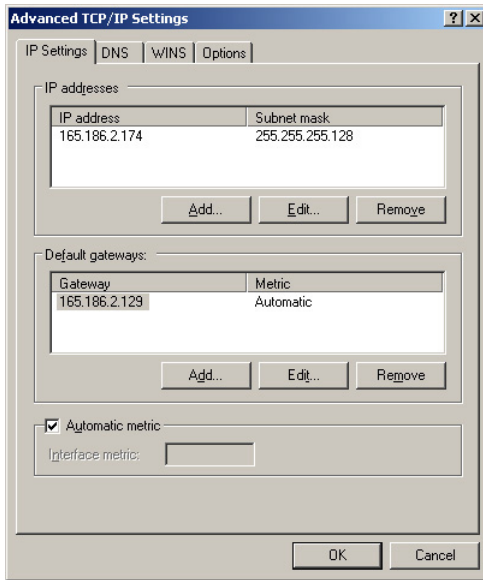 Advanced TCP/IP Settings
IP Settings DNS WINS Options
IP addresses
IP address Subnet mask
165.186.2.174 255.255.255.128
Add... Edit... Remove
Default gateways:
Gateway Metric
165.186.2.129 Automatic
Add... Edit... Remove
Automatic metric
Interface metric:
OK Cancel